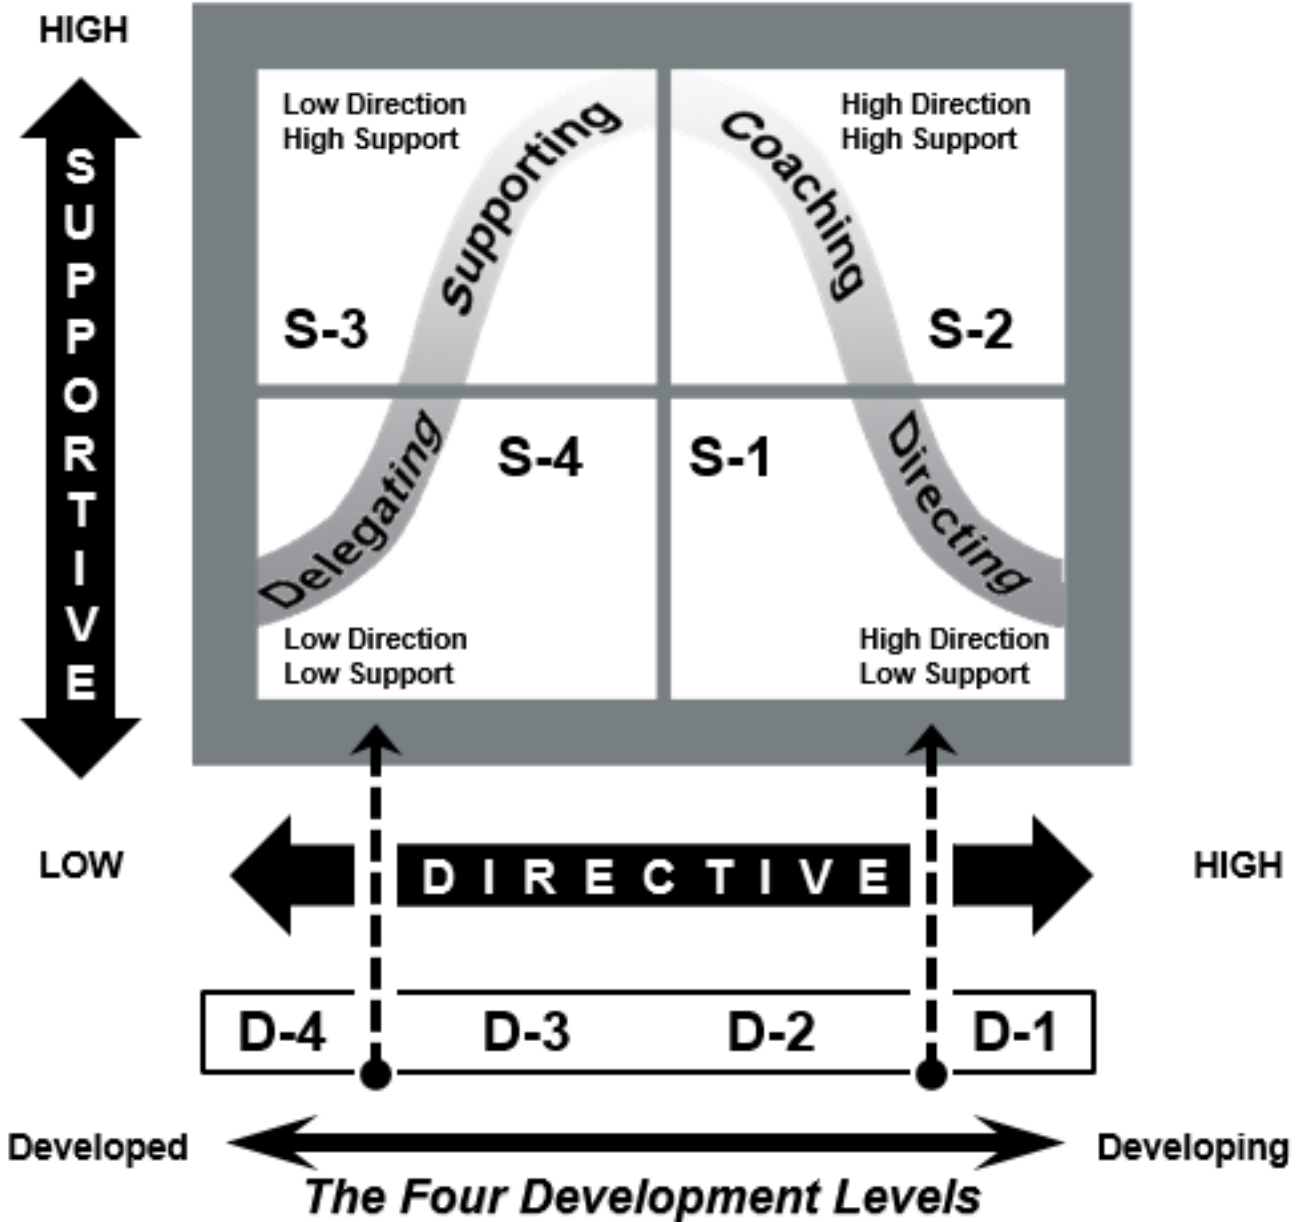 HIGH
SUPPORTIVE
LOW
Low Direction
High Support
Supporting
S-3
High Direction
High Support
Coaching
S-2
Delegating
S-4
Low Direction
Low Support
S-1
Directing
High Direction
Low Support
DIRECTIVE
HIGH
D-4 D-3 D-2 D-1
Developed
Developing
The Four Development Levels